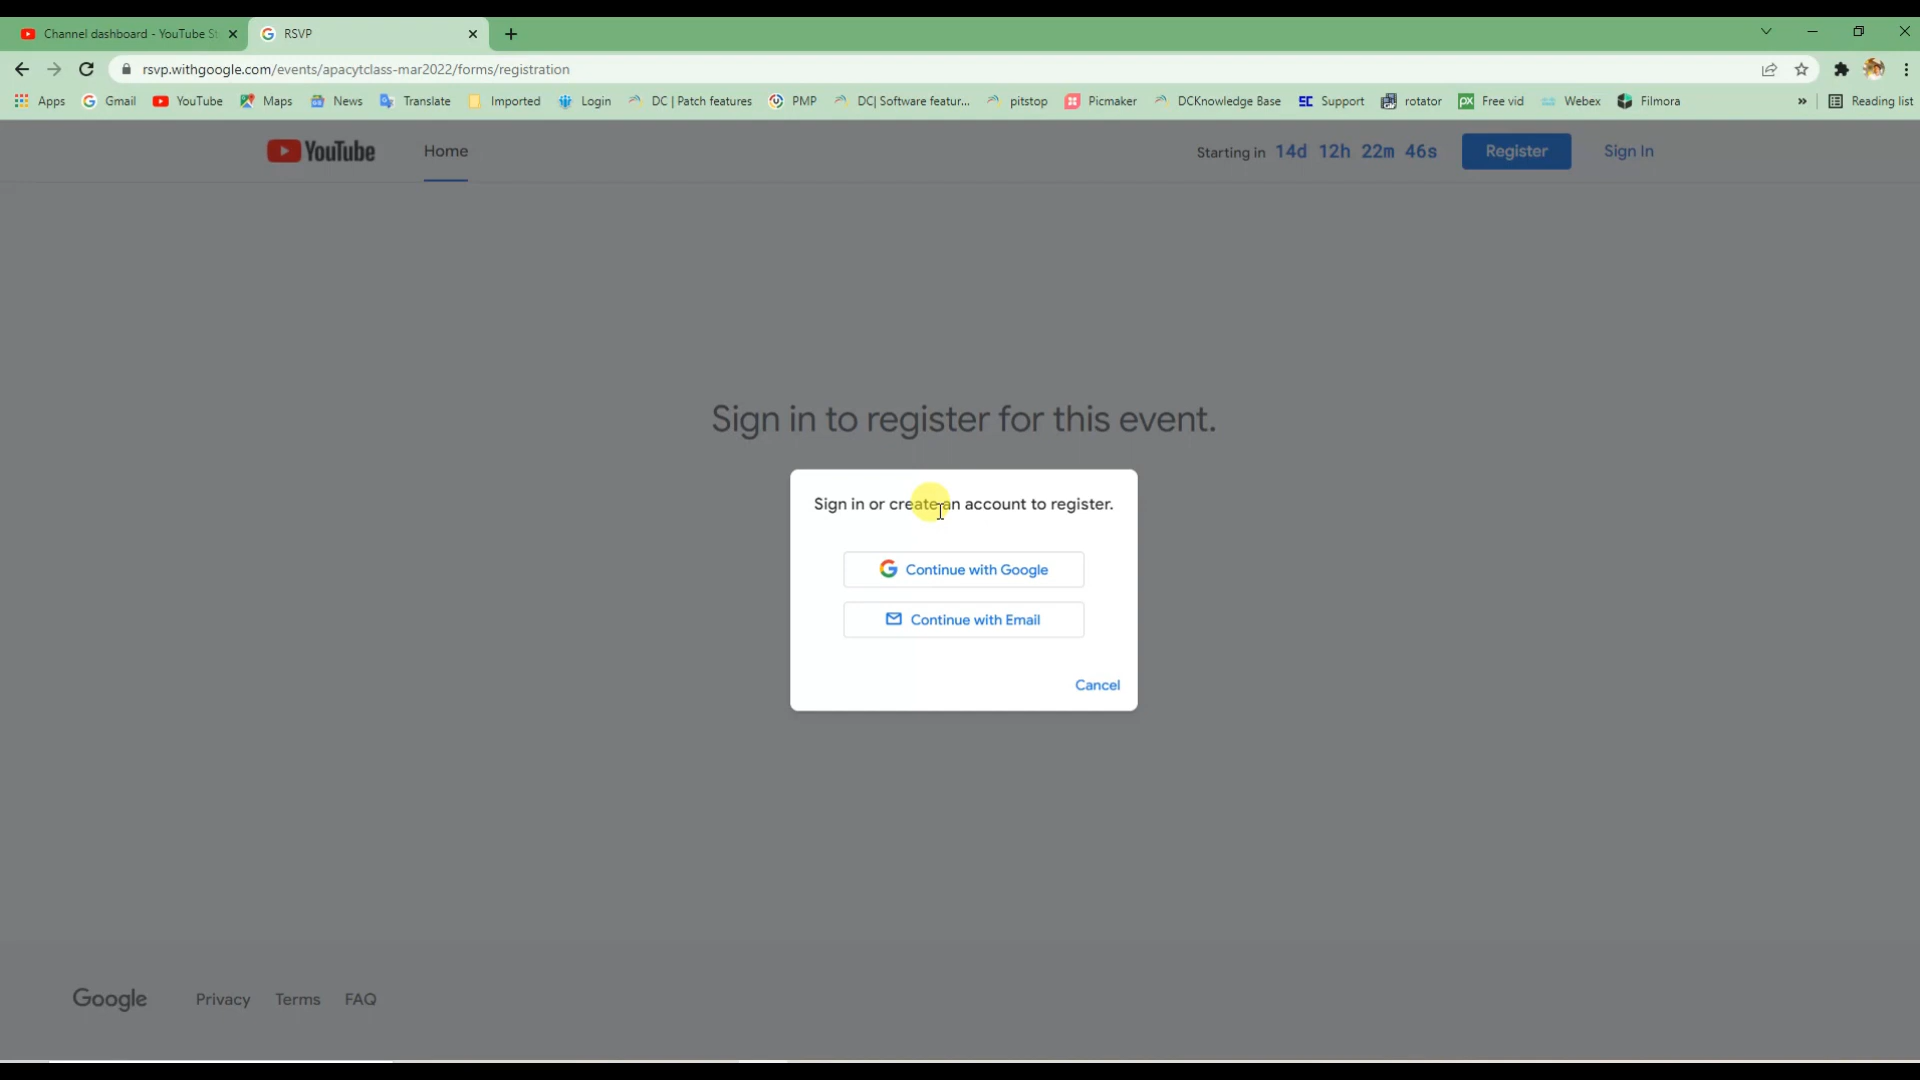 Channel dashboard - YouTube St
RSVP
rsvp.withgoogle.com/events/apacytclass-mar2022/forms/registration
Apps Gmail YouTube Maps News Translate Imported Login DC | Patch features PMP DC| Software featur... pitstop Picmaker DCKnowledge Base Support rotator Free vid Webex Filmora » Reading list
YouTube Home Starting in 14d 12h 22m 46s Register Sign In
Sign in to register for this event.
Sign in or create an account to register.
Continue with Google
Continue with Email
Cancel
Google Privacy Terms FAQ